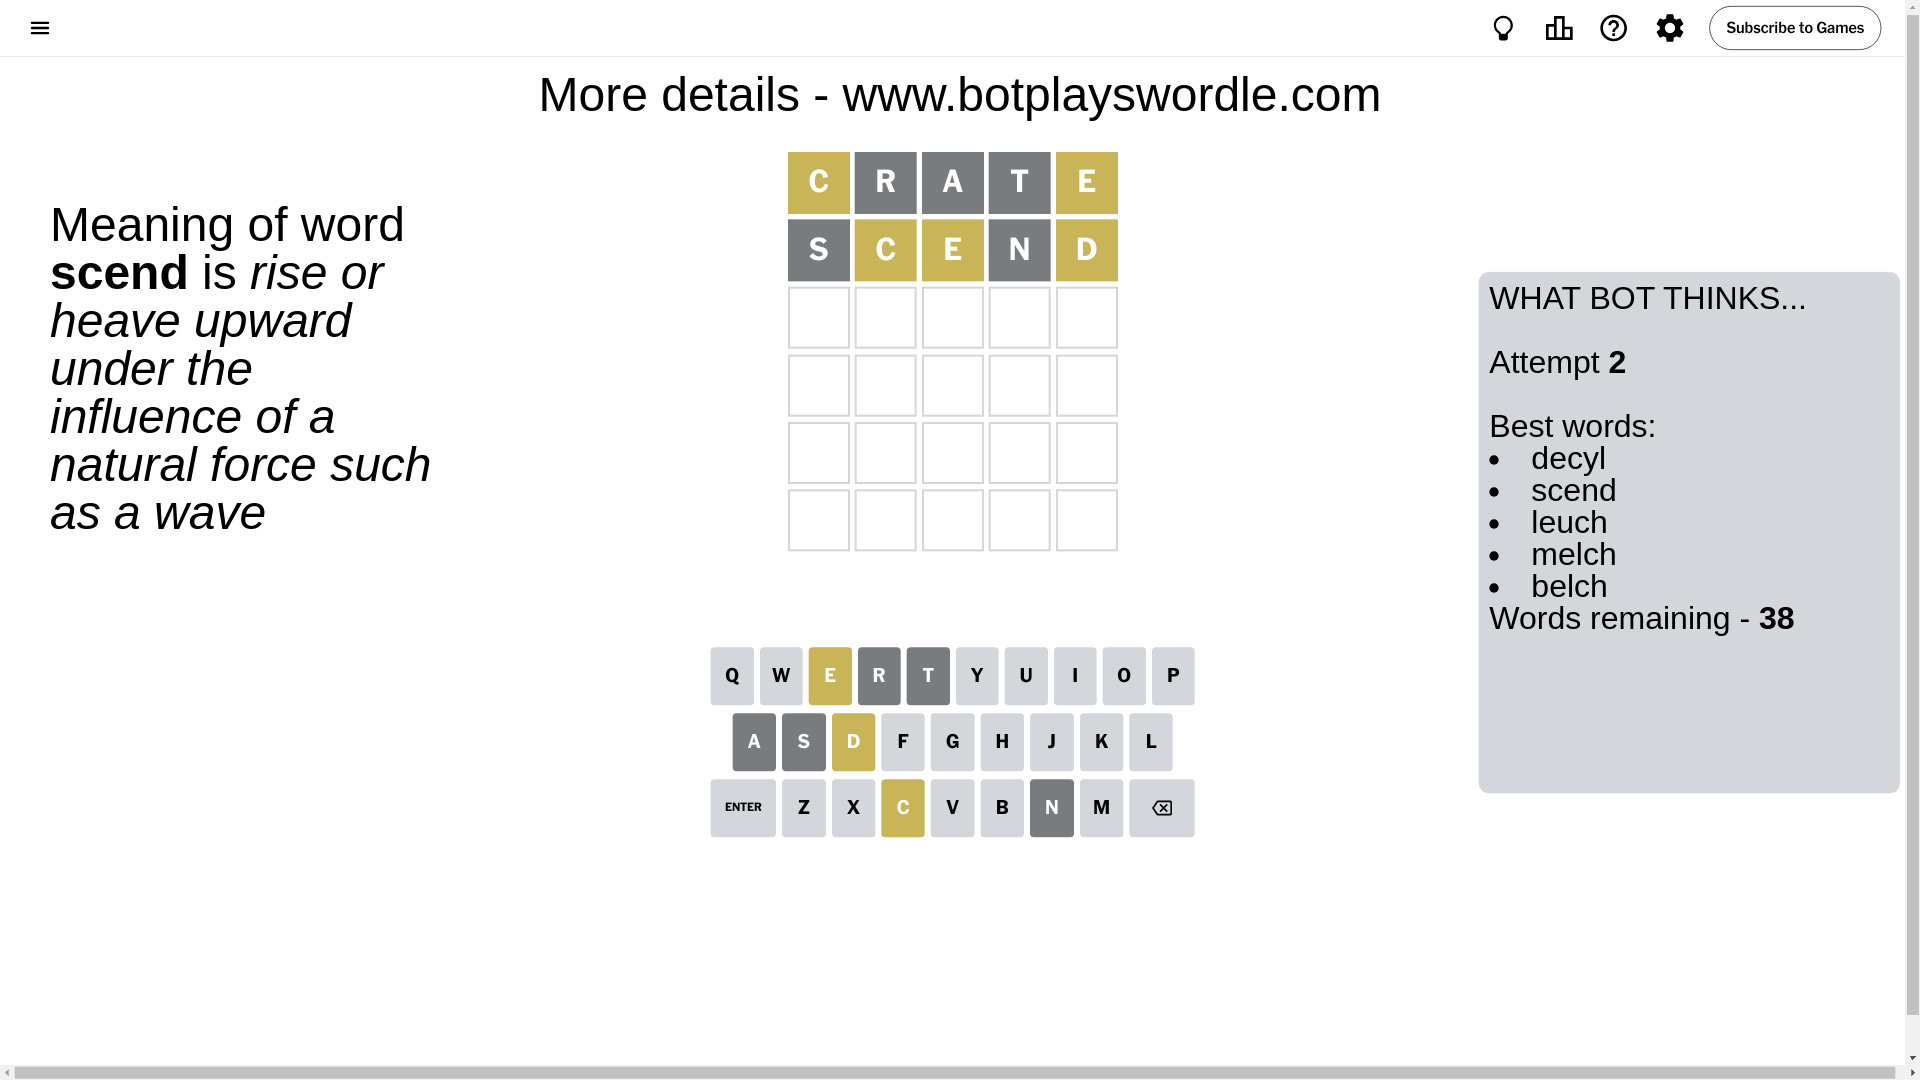 Subscribe to Games
More details - www.botplayswordle.com
Meaning of word
scend is rise or
heave upward
under the
influence of a
natural force such
as a wave
C R A T E
S C E N D
WHAT BOT THINKS...
Attempt 2
Best words:
• decyl
• scend
• leuch
• melch
• belch
Words remaining - 38
Q W E R T Y U I O P
A S D F G H J K L
ENTER Z X C V B N M